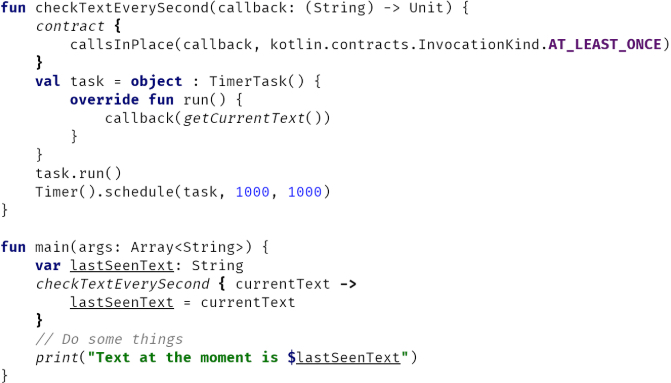 fun checkTextEverySecond(callback: (String) -> Unit) {
    contract {
        callsInPlace(callback, kotlin.contracts.InvocationKind.AT_LEAST_ONCE)
    }
    val task = object : TimerTask() {
        override fun run() {
            callback(getCurrentText())
        }
    }
    task.run()
    Timer().schedule(task, 1000, 1000)
}

fun main(args: Array<String>) {
    var lastSeenText: String
    checkTextEverySecond { currentText ->
        lastSeenText = currentText
    }
    // Do some things
    print("Text at the moment is $lastSeenText")
}